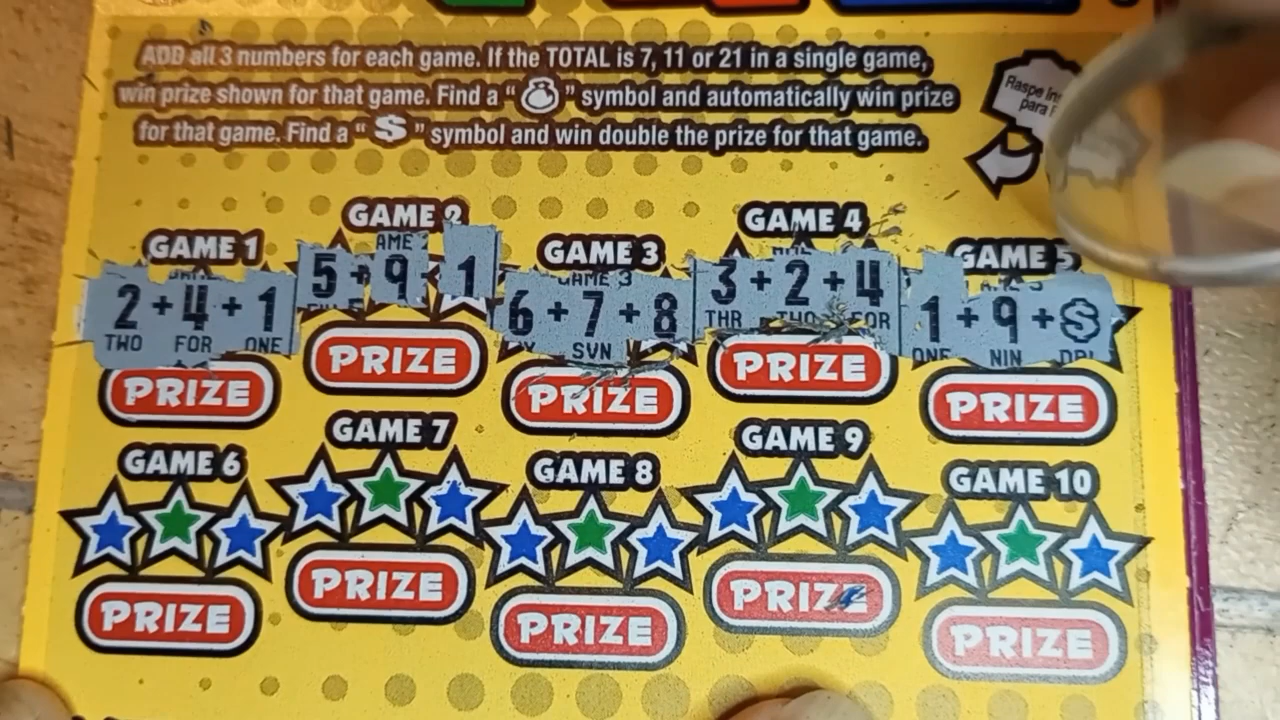 ADD all 3 numbers for each game. If the TOTAL is 7, 11 or 21 in a single game,
win prize shown for that game. Find a “ ” symbol and automatically win prize
for that game. Find a “ $ ” symbol and win double the prize for that game.
Raspe
para
GAME 1
GAME 2
GAME 3
GAME 4
GAME 5
2 + 4 + 1
TWO FOR ONE
5 + 9 1
GAME 3
6 + 7 + 8
SVN
3 + 2 + 4
THR TWO FOR
1 + 9 + $
ONE NIN DBL
PRIZE
PRIZE
PRIZE
PRIZE
PRIZE
GAME 6
GAME 7
GAME 8
GAME 9
GAME 10
PRIZE
PRIZE
PRIZE
PRIZE
PRIZE